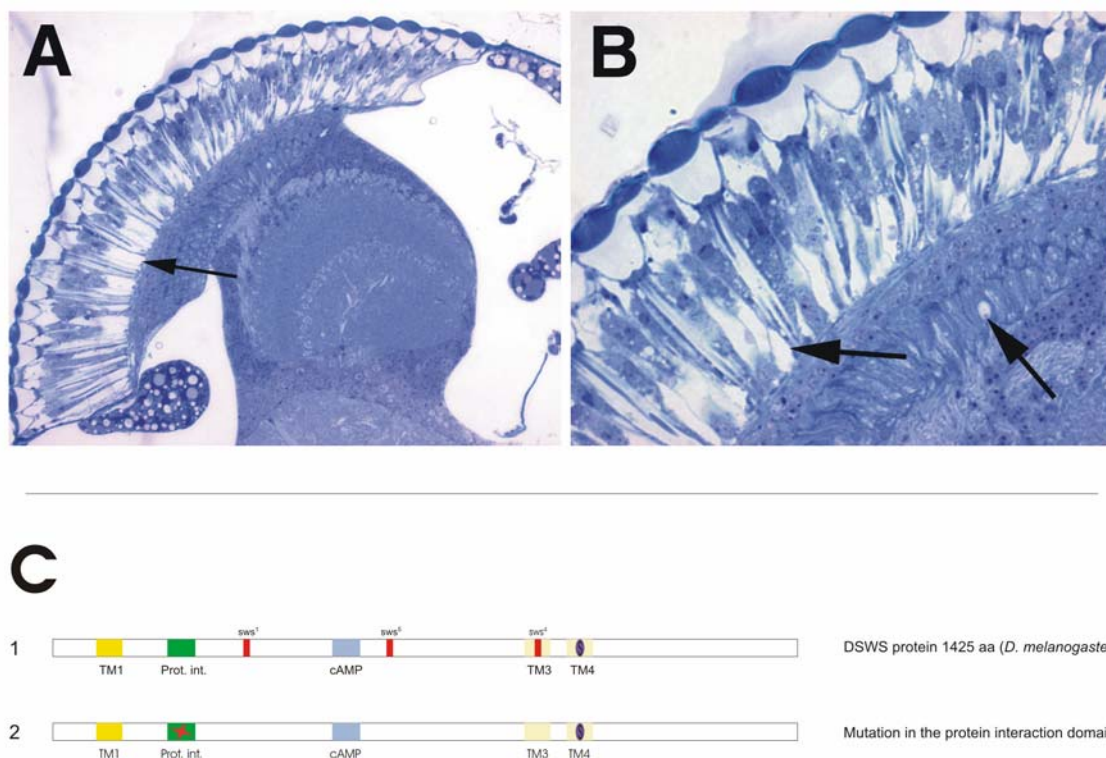 A
B
C
sws1 sws5 sws4
1 DSWS protein 1425 aa (D. melanogaste
TM1 Prot. int. cAMP TM3 TM4
2 Mutation in the protein interaction domai
TM1 Prot. int. cAMP TM3 TM4